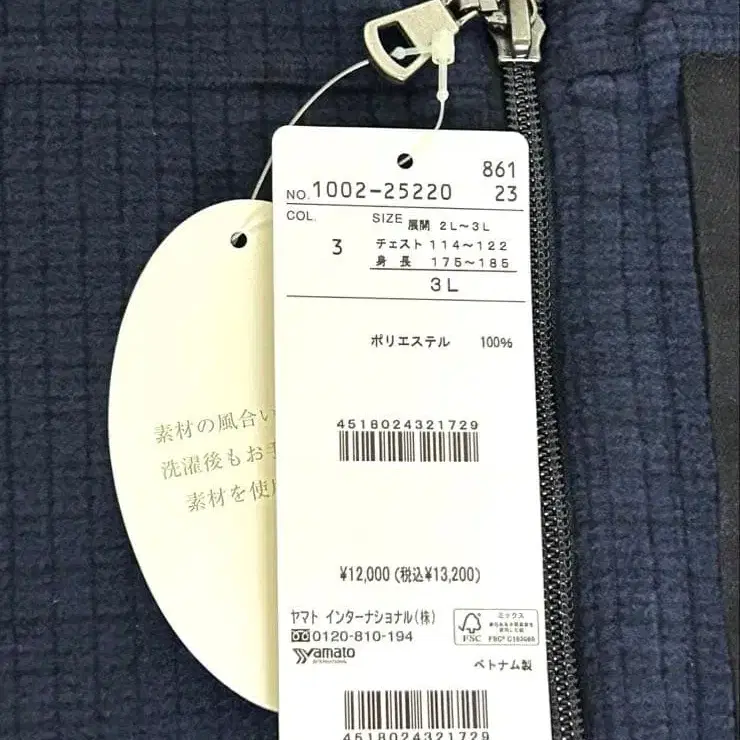 素材の風合い
洗濯後もお手
素材を使用
861
NO. 1002-25220 23
COL. SIZE 展開 2L～3L
3 チェスト 114～122
身長 175～185
3L
ポリエステル 100%
4518024321729
¥12,000 (税込¥13,200)
ヤマト インターナショナル(株)
0120-810-194
Yamato
INTERNATIONAL
ミックス
FSC
ベトナム製
4518024321729